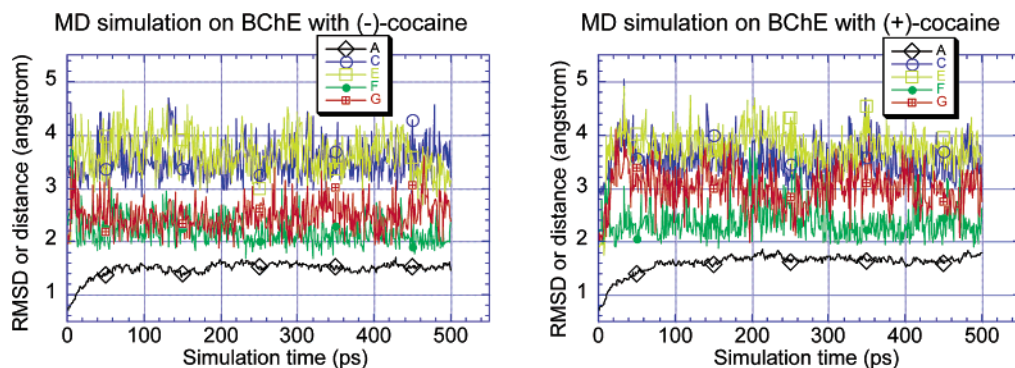 MD simulation on BChE with (-)-cocaine
A
C
E
F
G
RMSD or distance (angstrom)
5
4
3
2
1
0 100 200 300 400 500
Simulation time (ps)
MD simulation on BChE with (+)-cocaine
A
C
E
F
G
RMSD or distance (angstrom)
5
4
3
2
1
0 100 200 300 400 500
Simulation time (ps)